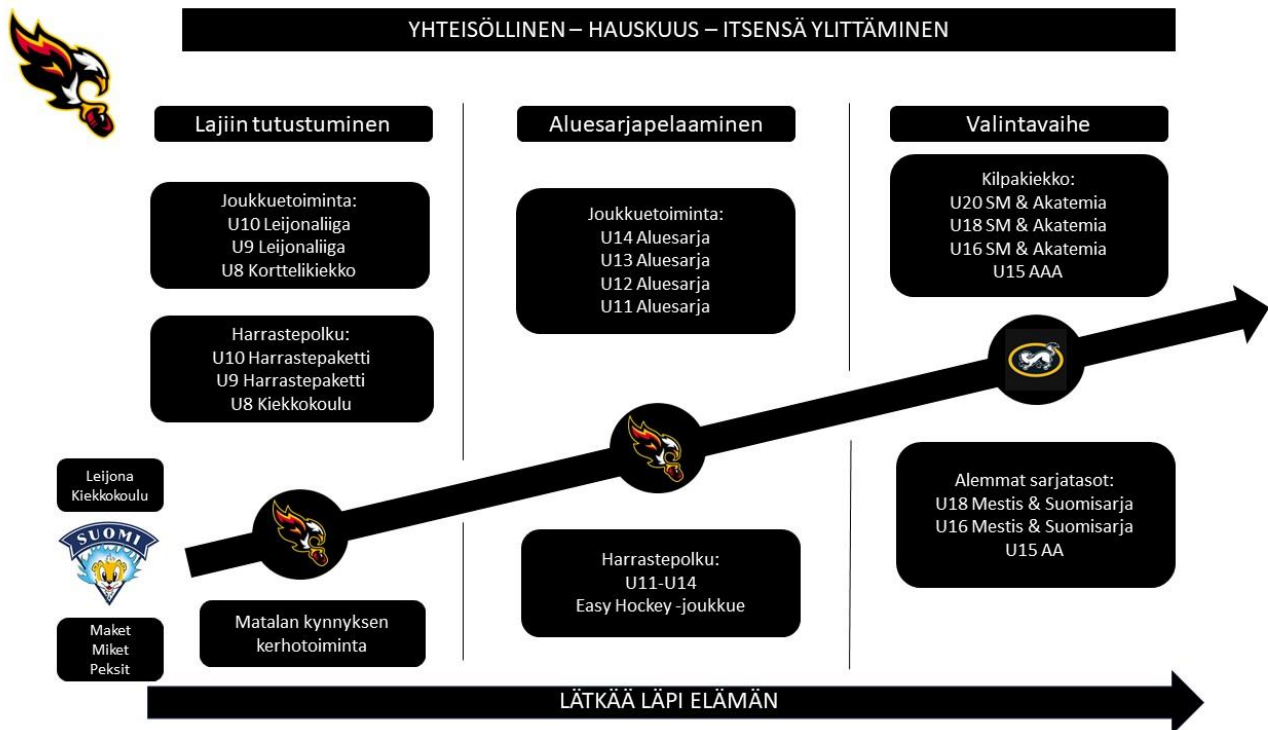 YHTEISÖLLINEN – HAUSKUUS – ITSENSÄ YLITTÄMINEN
Lajiin tutustuminen
Joukkuetoiminta:
U10 Leijonaliiga
U9 Leijonaliiga
U8 Korttelikiekko
Harrastepolku:
U10 Harrastepaketti
U9 Harrastepaketti
U8 Kiekkokoulu
Leijona
Kiekkokoulu
SUOMI
Maket
Miket
Peksit
Matalan kynnyksen
kerhotoiminta
Aluesarjapelaaminen
Joukkuetoiminta:
U14 Aluesarja
U13 Aluesarja
U12 Aluesarja
U11 Aluesarja
Harrastepolku:
U11-U14
Easy Hockey -joukkue
Valintavaihe
Kilpakiekko:
U20 SM & Akatemia
U18 SM & Akatemia
U16 SM & Akatemia
U15 AAA
Alemmat sarjatasot:
U18 Mestis & Suomisarja
U16 Mestis & Suomisarja
U15 AA
LÄTKÄÄ LÄPI ELÄMÄN